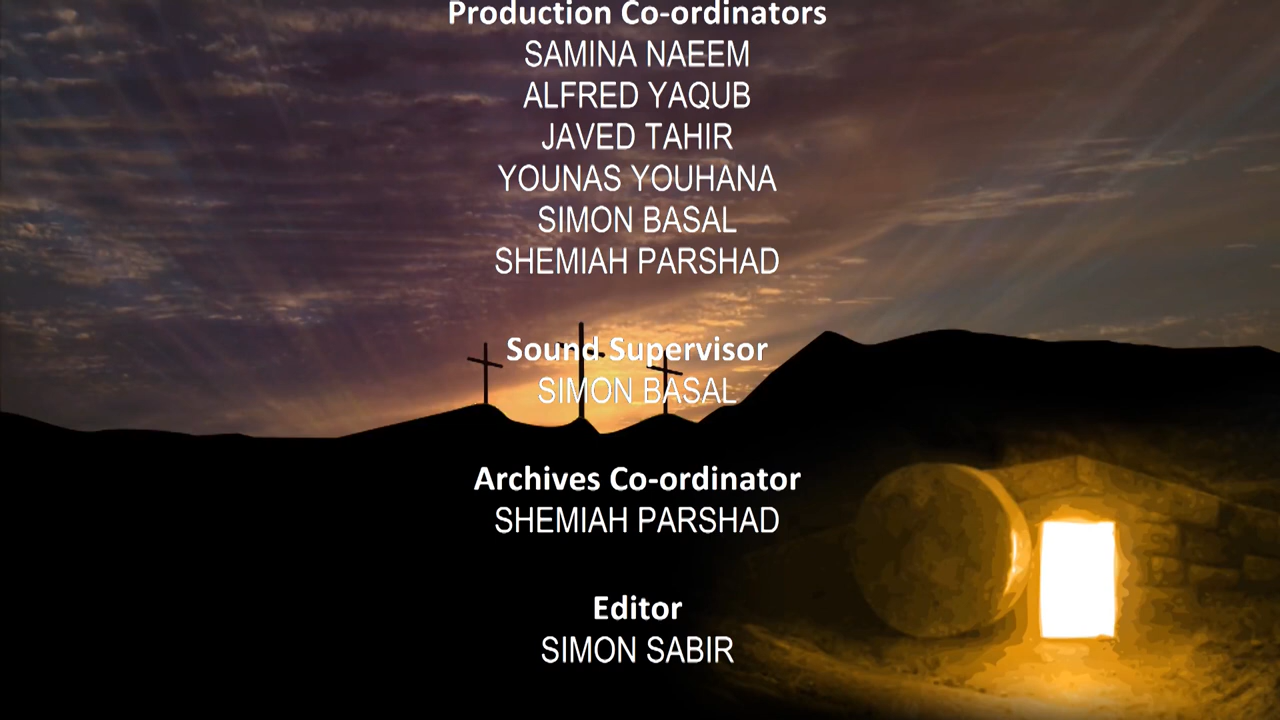 Production Co-ordinators
SAMINA NAEEM
ALFRED YAQUB
JAVED TAHIR
YOUNAS YOUHANA
SIMON BASAL
SHEMIAH PARSHAD
Sound Supervisor
SIMON BASAL
Archives Co-ordinator
SHEMIAH PARSHAD
Editor
SIMON SABIR